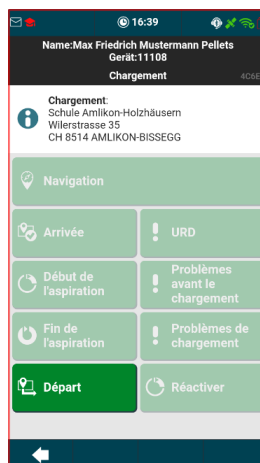 16:39
Name:Max Friedrich Mustermann Pellets
Gerät:11108
Chargement
4C6E
Chargement:
Schule Amlikon-Holzhäusern
Wilerstrasse 35
CH 8514 AMLIKON-BISSEGG
Navigation
Arrivée
URD
Début de
l'aspiration
Problèmes
avant le
chargement
Fin de
l'aspiration
Problèmes de
chargement
Départ
Réactiver